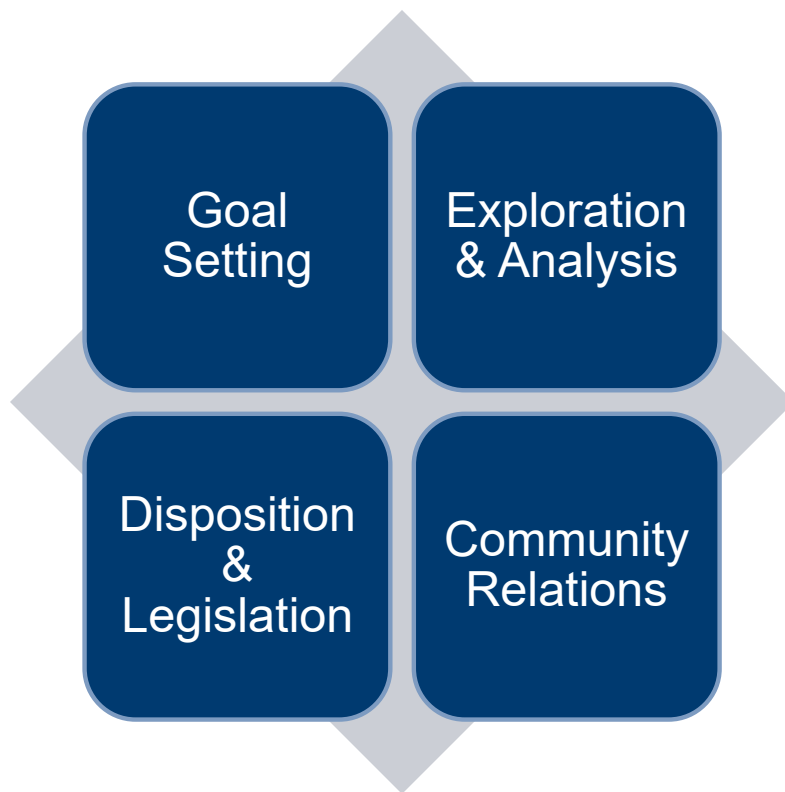 Goal
Setting
Exploration
& Analysis
Disposition
&
Legislation
Community
Relations